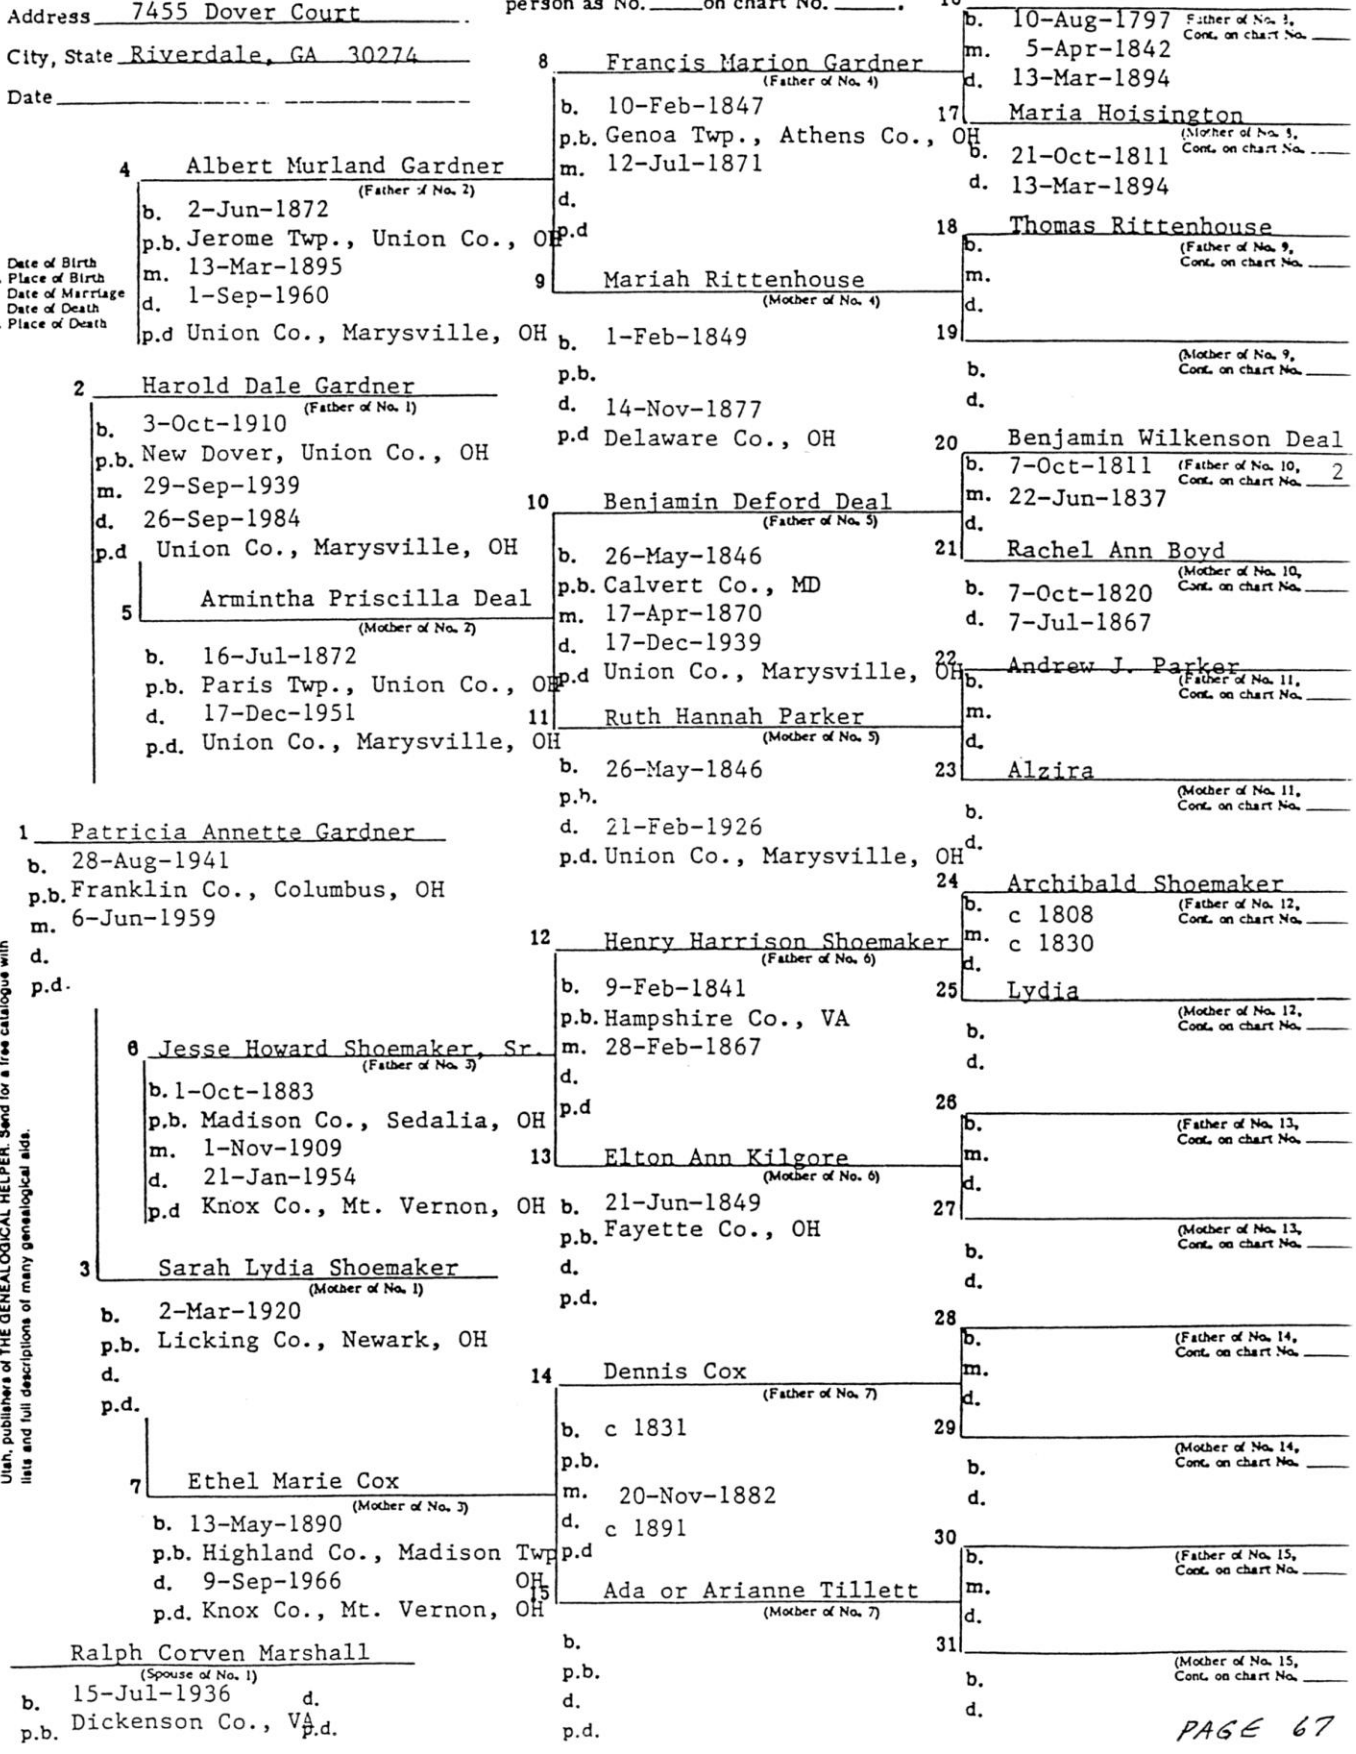 Address 7455 Dover Court
City, State Riverdale, GA 30274
Date
person as No. on chart No. .
b. 10-Aug-1797 Father of No. 8,
Cont. on chart No.
m. 5-Apr-1842
d. 13-Mar-1894
8 Francis Marion Gardner
(Father of No. 4)
b. 10-Feb-1847
p.b. Genoa Twp., Athens Co., OH
m. 12-Jul-1871
d.
p.d
17 Maria Hoisington
(Mother of No. 8,
Cont. on chart No.
b. 21-Oct-1811
d. 13-Mar-1894
4 Albert Murland Gardner
(Father of No. 2)
b. 2-Jun-1872
p.b. Jerome Twp., Union Co., OH
m. 13-Mar-1895
d. 1-Sep-1960
p.d Union Co., Marysville, OH
Date of Birth
Place of Birth
Date of Marriage
Date of Death
Place of Death
18 Thomas Rittenhouse
(Father of No. 9,
Cont. on chart No.
b.
m.
d.
9 Mariah Rittenhouse
(Mother of No. 4)
b. 1-Feb-1849
p.b.
d. 14-Nov-1877
p.d Delaware Co., OH
19
(Mother of No. 9,
Cont. on chart No.
b.
d.
2 Harold Dale Gardner
(Father of No. 1)
b. 3-Oct-1910
p.b. New Dover, Union Co., OH
m. 29-Sep-1939
d. 26-Sep-1984
p.d Union Co., Marysville, OH
20 Benjamin Wilkenson Deal
b. 7-Oct-1811 (Father of No. 10,
Cont. on chart No. 2
m. 22-Jun-1837
d.
10 Benjamin Deford Deal
(Father of No. 5)
b. 26-May-1846
p.b. Calvert Co., MD
m. 17-Apr-1870
d. 17-Dec-1939
p.d Union Co., Marysville, OH
21 Rachel Ann Boyd
(Mother of No. 10,
Cont. on chart No.
b. 7-Oct-1820
d. 7-Jul-1867
5 Armintha Priscilla Deal
(Mother of No. 2)
b. 16-Jul-1872
p.b. Paris Twp., Union Co., OH
d. 17-Dec-1951
p.d. Union Co., Marysville, OH
22 Andrew J. Parker
(Father of No. 11,
Cont. on chart No.
b.
m.
d.
11 Ruth Hannah Parker
(Mother of No. 5)
b. 26-May-1846
p.b.
d. 21-Feb-1926
p.d. Union Co., Marysville, OH
23 Alzira
(Mother of No. 11,
Cont. on chart No.
b.
d.
1 Patricia Annette Gardner
b. 28-Aug-1941
p.b. Franklin Co., Columbus, OH
m. 6-Jun-1959
d.
p.d.
24 Archibald Shoemaker
(Father of No. 12,
Cont. on chart No.
b. c 1808
m. c 1830
d.
12 Henry Harrison Shoemaker
(Father of No. 6)
b. 9-Feb-1841
p.b. Hampshire Co., VA
m. 28-Feb-1867
d.
p.d
25 Lydia
(Mother of No. 12,
Cont. on chart No.
b.
d.
6 Jesse Howard Shoemaker, Sr.
(Father of No. 3)
b. 1-Oct-1883
p.b. Madison Co., Sedalia, OH
m. 1-Nov-1909
d. 21-Jan-1954
p.d Knox Co., Mt. Vernon, OH
26
(Father of No. 13,
Cont. on chart No.
b.
m.
d.
13 Elton Ann Kilgore
(Mother of No. 6)
b. 21-Jun-1849
p.b. Fayette Co., OH
d.
p.d.
27
(Mother of No. 13,
Cont. on chart No.
b.
d.
3 Sarah Lydia Shoemaker
(Mother of No. 1)
b. 2-Mar-1920
p.b. Licking Co., Newark, OH
d.
p.d.
28
(Father of No. 14,
Cont. on chart No.
b.
m.
d.
14 Dennis Cox
(Father of No. 7)
b. c 1831
p.b.
m. 20-Nov-1882
d. c 1891
p.d
29
(Mother of No. 14,
Cont. on chart No.
b.
d.
7 Ethel Marie Cox
(Mother of No. 3)
b. 13-May-1890
p.b. Highland Co., Madison Twp
OH
d. 9-Sep-1966
p.d. Knox Co., Mt. Vernon, OH
30
(Father of No. 15,
Cont. on chart No.
b.
m.
d.
15 Ada or Arianne Tillett
(Mother of No. 7)
b.
p.b.
d.
p.d.
31
(Mother of No. 15,
Cont. on chart No.
b.
d.
Ralph Corven Marshall
(Spouse of No. 1)
b. 15-Jul-1936 d.
p.b. Dickenson Co., VA p.d.
Utah, publishers of THE GENEALOGICAL HELPER. Send for a free catalogue with
lists and full descriptions of many genealogical aids.
PAGE 67